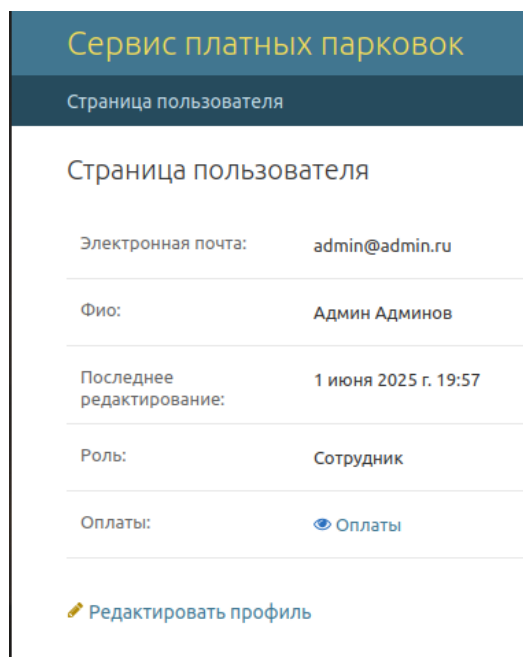 Сервис платных парковок
Страница пользователя
Страница пользователя
Электронная почта: admin@admin.ru
Фио: Админ Админов
Последнее редактирование: 1 июня 2025 г. 19:57
Роль: Сотрудник
Оплаты: Оплаты
Редактировать профиль